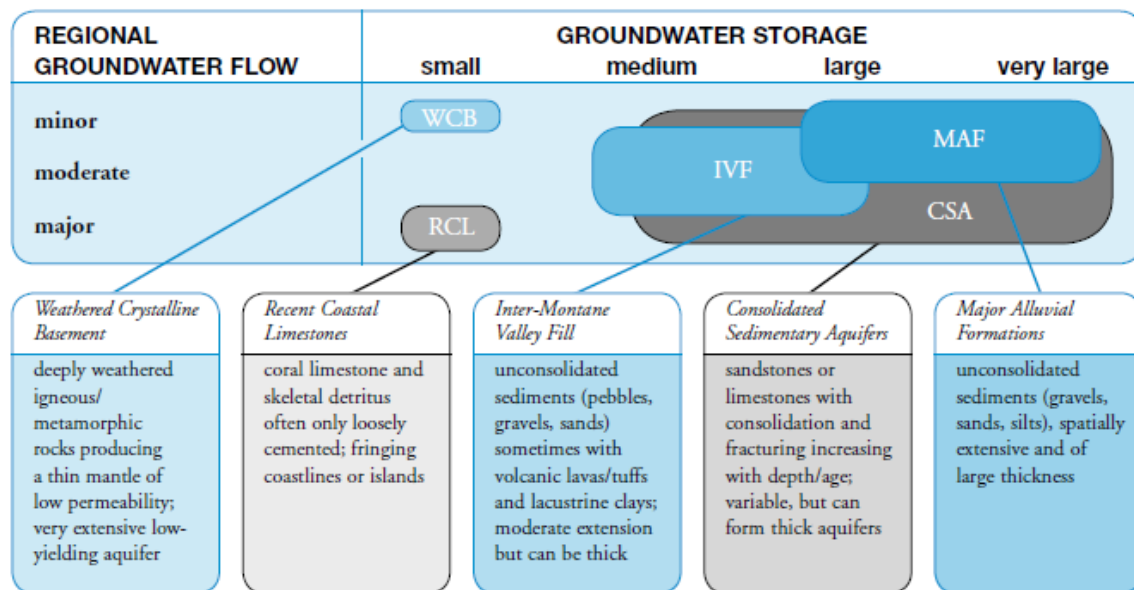 REGIONAL
GROUNDWATER FLOW
GROUNDWATER STORAGE
small medium large very large
minor
moderate
major
WCB
RCL
IVF
MAF
CSA
Weathered Crystalline
Basement
deeply weathered
igneous/
metamorphic
rocks producing
a thin mantle of
low permeability;
very extensive low-
yielding aquifer
Recent Coastal
Limestones
coral limestone and
skeletal detritus
often only loosely
cemented; fringing
coastlines or islands
Inter-Montane
Valley Fill
unconsolidated
sediments (pebbles,
gravels, sands)
sometimes with
volcanic lavas/tuffs
and lacustrine clays;
moderate extension
but can be thick
Consolidated
Sedimentary Aquifers
sandstones or
limestones with
consolidation and
fracturing increasing
with depth/age;
variable, but can
form thick aquifers
Major Alluvial
Formations
unconsolidated
sediments (gravels,
sands, silts), spatially
extensive and of
large thickness